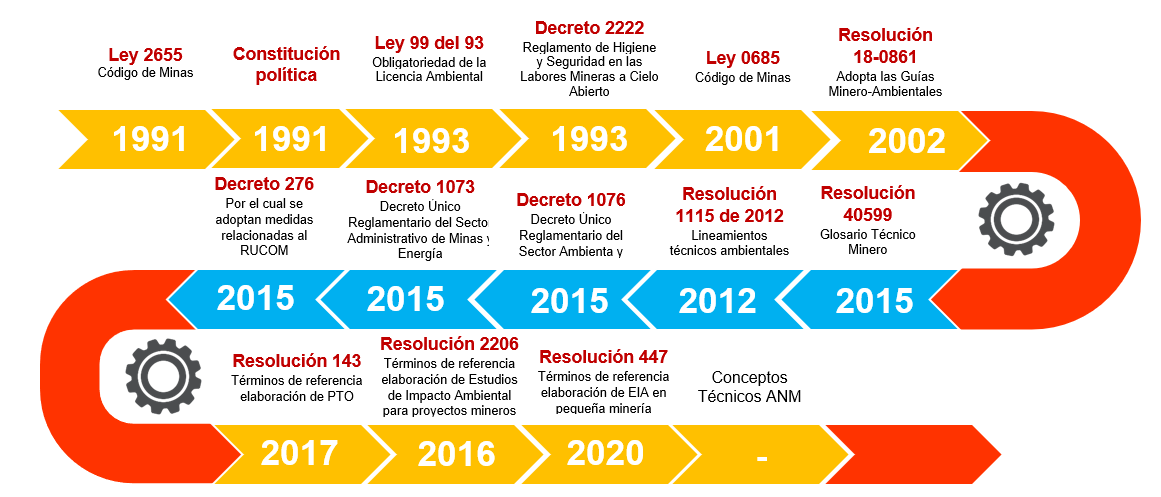 Ley 2655
Código de Minas
Constitución
política
Ley 99 del 93
Obligatoriedad de la
Licencia Ambiental
Decreto 2222
Reglamento de Higiene
y Seguridad en las
Labores Mineras a Cielo
Abierto
Ley 0685
Código de Minas
Resolución
18-0861
Adopta las Guías
Minero-Ambientales
1991
1991
1993
1993
2001
2002
Decreto 276
Por el cual se
adoptan medidas
relacionadas al
RUCOM
Decreto 1073
Decreto Único
Reglamentario del Sector
Administrativo de Minas y
Energía
Decreto 1076
Decreto Único
Reglamentario del
Sector Ambienta y
Resolución
1115 de 2012
Lineamientos
técnicos ambientales
Resolución
40599
Glosario Técnico
Minero
2015
2015
2015
2012
2015
Resolución 143
Términos de referencia
elaboración de PTO
Resolución 2206
Términos de referencia
elaboración de Estudios
de Impacto Ambiental
para proyectos mineros
Resolución 447
Términos de referencia
elaboración de EIA en
pequeña minería
Conceptos
Técnicos ANM
2017
2016
2020
-